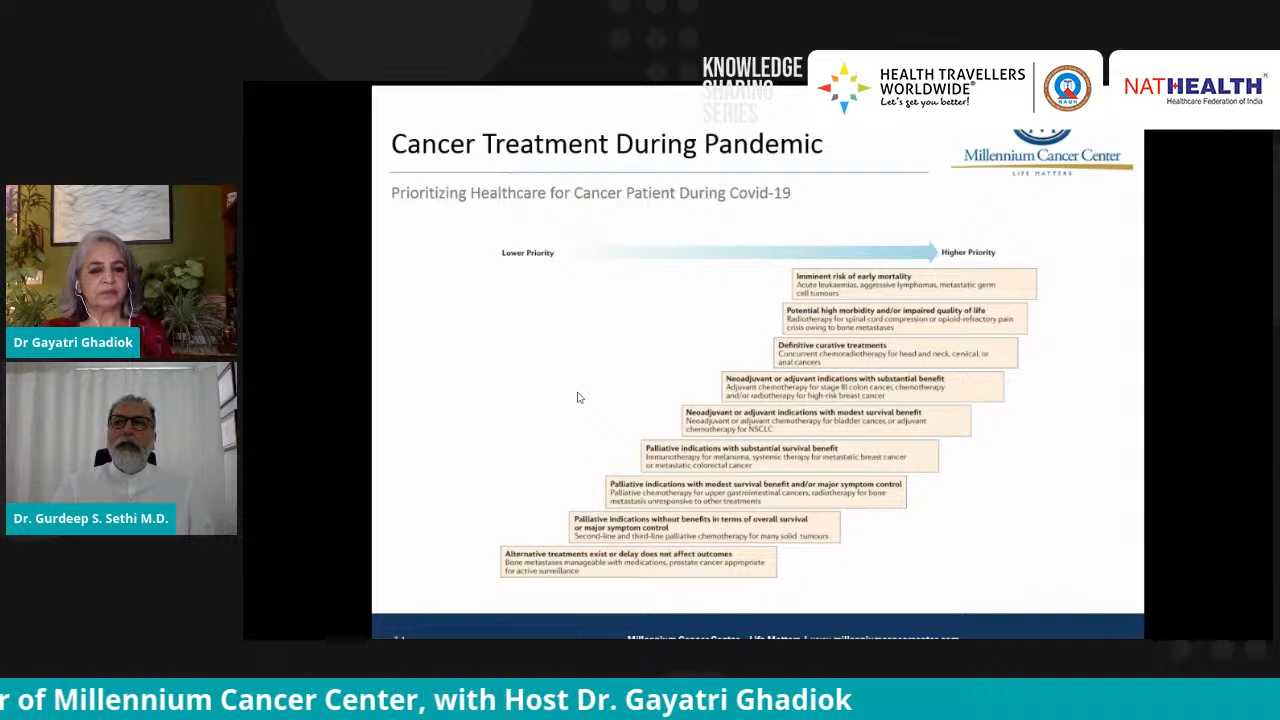 KNOWLEDGE
SHARING
SERIES
HEALTH TRAVELLERS
WORLDWIDE®
Let's get you better!
NABH
NATHEALTH®
Healthcare Federation of India
Cancer Treatment During Pandemic
Millennium Cancer Center
LIFE MATTERS
Prioritizing Healthcare for Cancer Patient During Covid-19
Lower Priority
Higher Priority
Imminent risk of early mortality
Acute leukaemias, aggressive lymphomas, metastatic germ
cell tumours
Potential high morbidity and/or impaired quality of life
Radiotherapy for spinal cord compression or opioid-refractory pain
crisis owing to bone metastases
Definitive curative treatments
Concurrent chemoradiotherapy for head and neck, cervical, or
anal cancers
Neoadjuvant or adjuvant indications with substantial benefit
Adjuvant chemotherapy for stage III colon cancer, chemotherapy
and/or radiotherapy for high-risk breast cancer
Neoadjuvant or adjuvant indications with modest survival benefit
Neoadjuvant or adjuvant chemotherapy for bladder cancer, or adjuvant
chemotherapy for NSCLC
Palliative indications with substantial survival benefit
Immunotherapy for melanoma, systemic therapy for metastatic breast cancer
or metastatic colorectal cancer
Palliative indications with modest survival benefit and/or major symptom control
Palliative chemotherapy for upper gastrointestinal cancers, radiotherapy for bone
metastasis unresponsive to other treatments
Palliative indications without benefits in terms of overall survival
or major symptom control
Second-line and third-line palliative chemotherapy for many solid tumours
Alternative treatments exist or delay does not affect outcomes
Bone metastases manageable with medications, prostate cancer appropriate
for active surveillance
Dr Gayatri Ghadiok
Dr. Gurdeep S. Sethi M.D.
Millennium Cancer Center - Life Matters | www.millenniumcancercenter.com
r of Millennium Cancer Center, with Host Dr. Gayatri Ghadiok